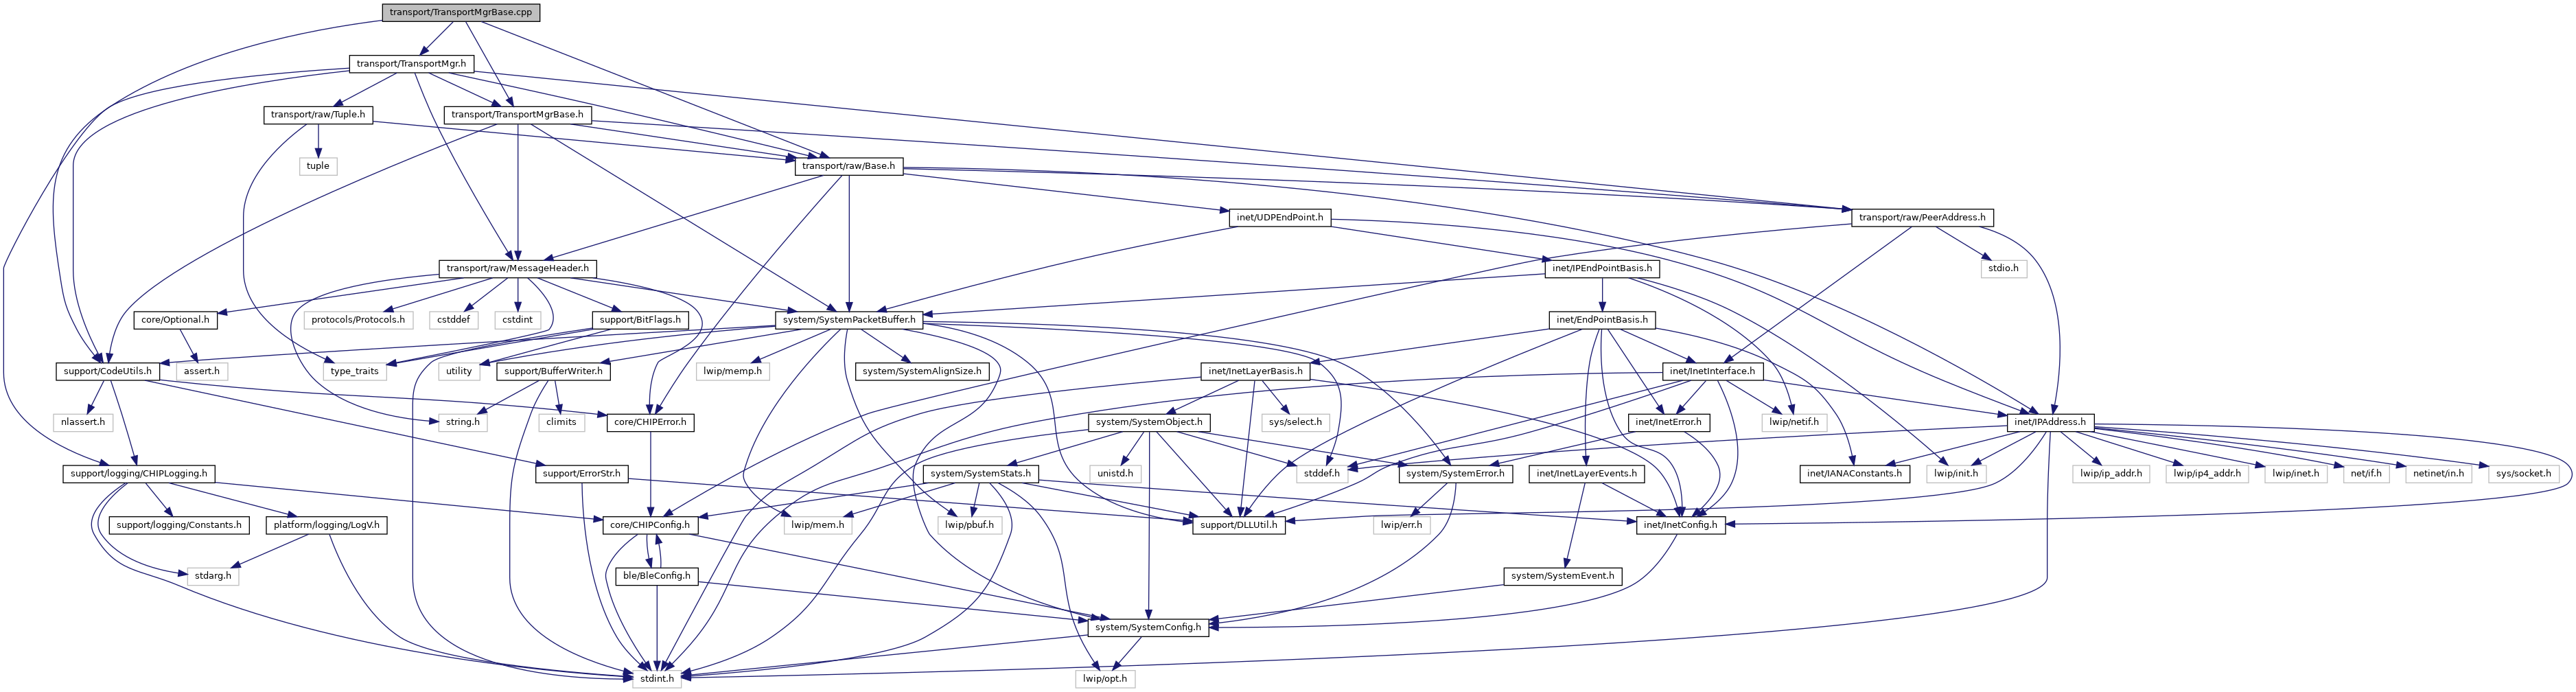 transport/TransportMgrBase.cpp
transport/TransportMgr.h
transport/raw/Tuple.h
transport/TransportMgrBase.h
tuple
transport/raw/Base.h
inet/UDPEndPoint.h
transport/raw/PeerAddress.h
transport/raw/MessageHeader.h
inet/IPEndPointBasis.h
stdio.h
core/Optional.h
protocols/Protocols.h
cstddef
cstdint
support/BitFlags.h
system/SystemPacketBuffer.h
inet/EndPointBasis.h
support/CodeUtils.h
assert.h
type_traits
utility
support/BufferWriter.h
lwip/memp.h
system/SystemAlignSize.h
inet/InetLayerBasis.h
inet/InetInterface.h
nlassert.h
string.h
climits
core/CHIPError.h
system/SystemObject.h
sys/select.h
inet/InetError.h
lwip/netif.h
inet/IPAddress.h
support/logging/CHIPLogging.h
support/ErrorStr.h
system/SystemStats.h
unistd.h
stddef.h
system/SystemError.h
inet/InetLayerEvents.h
inet/IANAConstants.h
lwip/init.h
lwip/ip_addr.h
lwip/ip4_addr.h
lwip/inet.h
net/if.h
netinet/in.h
sys/socket.h
support/logging/Constants.h
platform/logging/LogV.h
core/CHIPConfig.h
lwip/mem.h
lwip/pbuf.h
support/DLLUtil.h
lwip/err.h
inet/InetConfig.h
stdarg.h
ble/BleConfig.h
system/SystemEvent.h
system/SystemConfig.h
stdint.h
lwip/opt.h